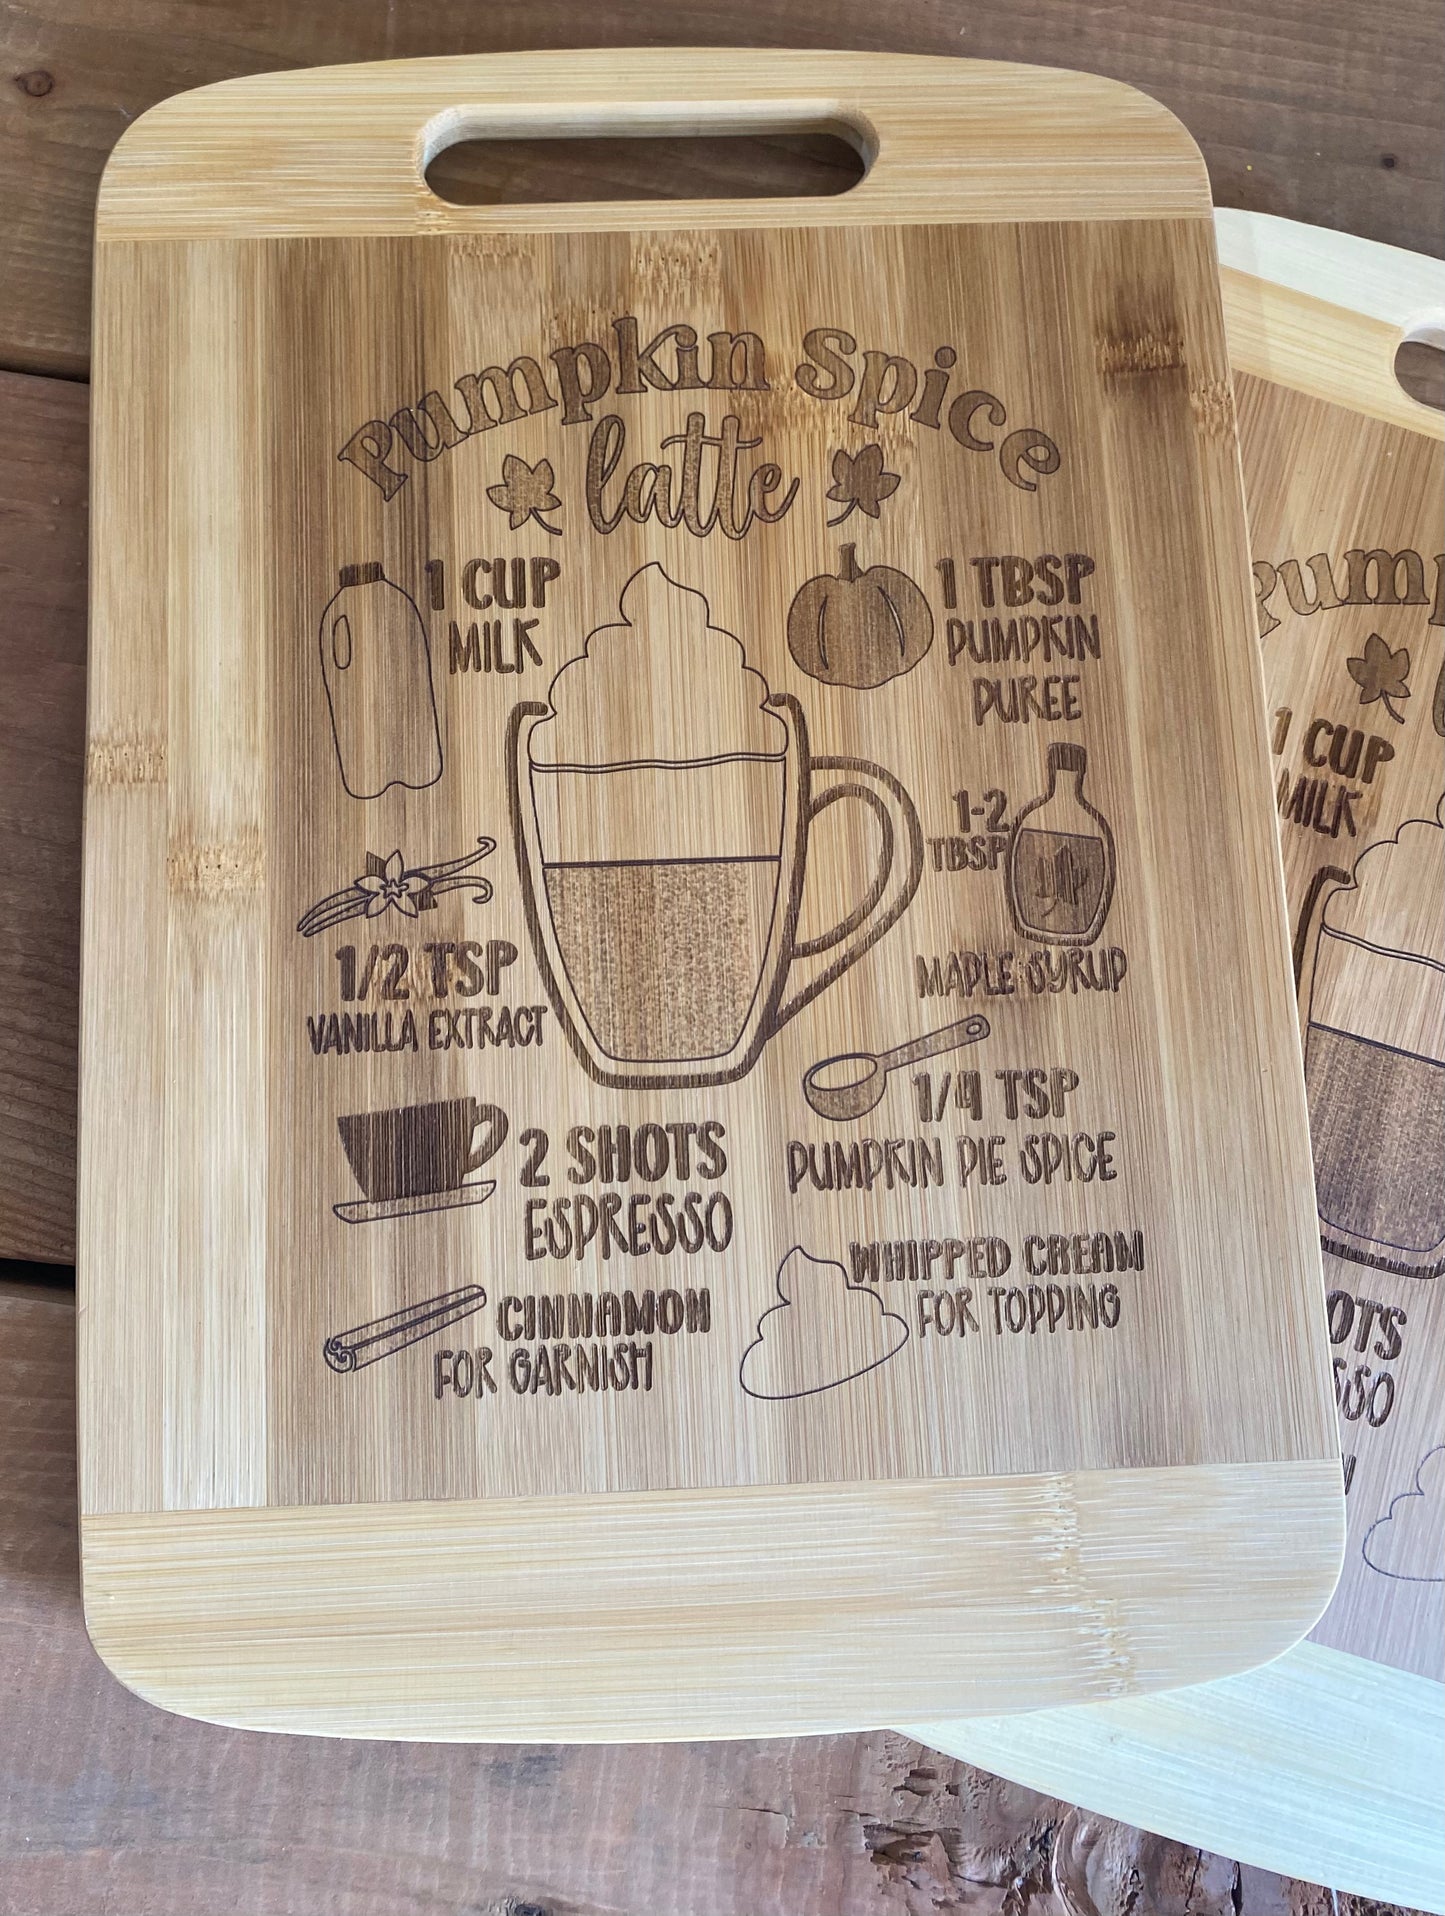 Pumpkin Spice
latte
1 CUP
MILK
1 TBSP
PUMPKIN
PUREE
1-2
TBSP
MAPLE SYRUP
1/2 TSP
VANILLA EXTRACT
1/4 TSP
PUMPKIN PIE SPICE
2 SHOTS
ESPRESSO
WHIPPED CREAM
FOR TOPPING
CINNAMON
FOR GARNISH
1 CUP
MILK